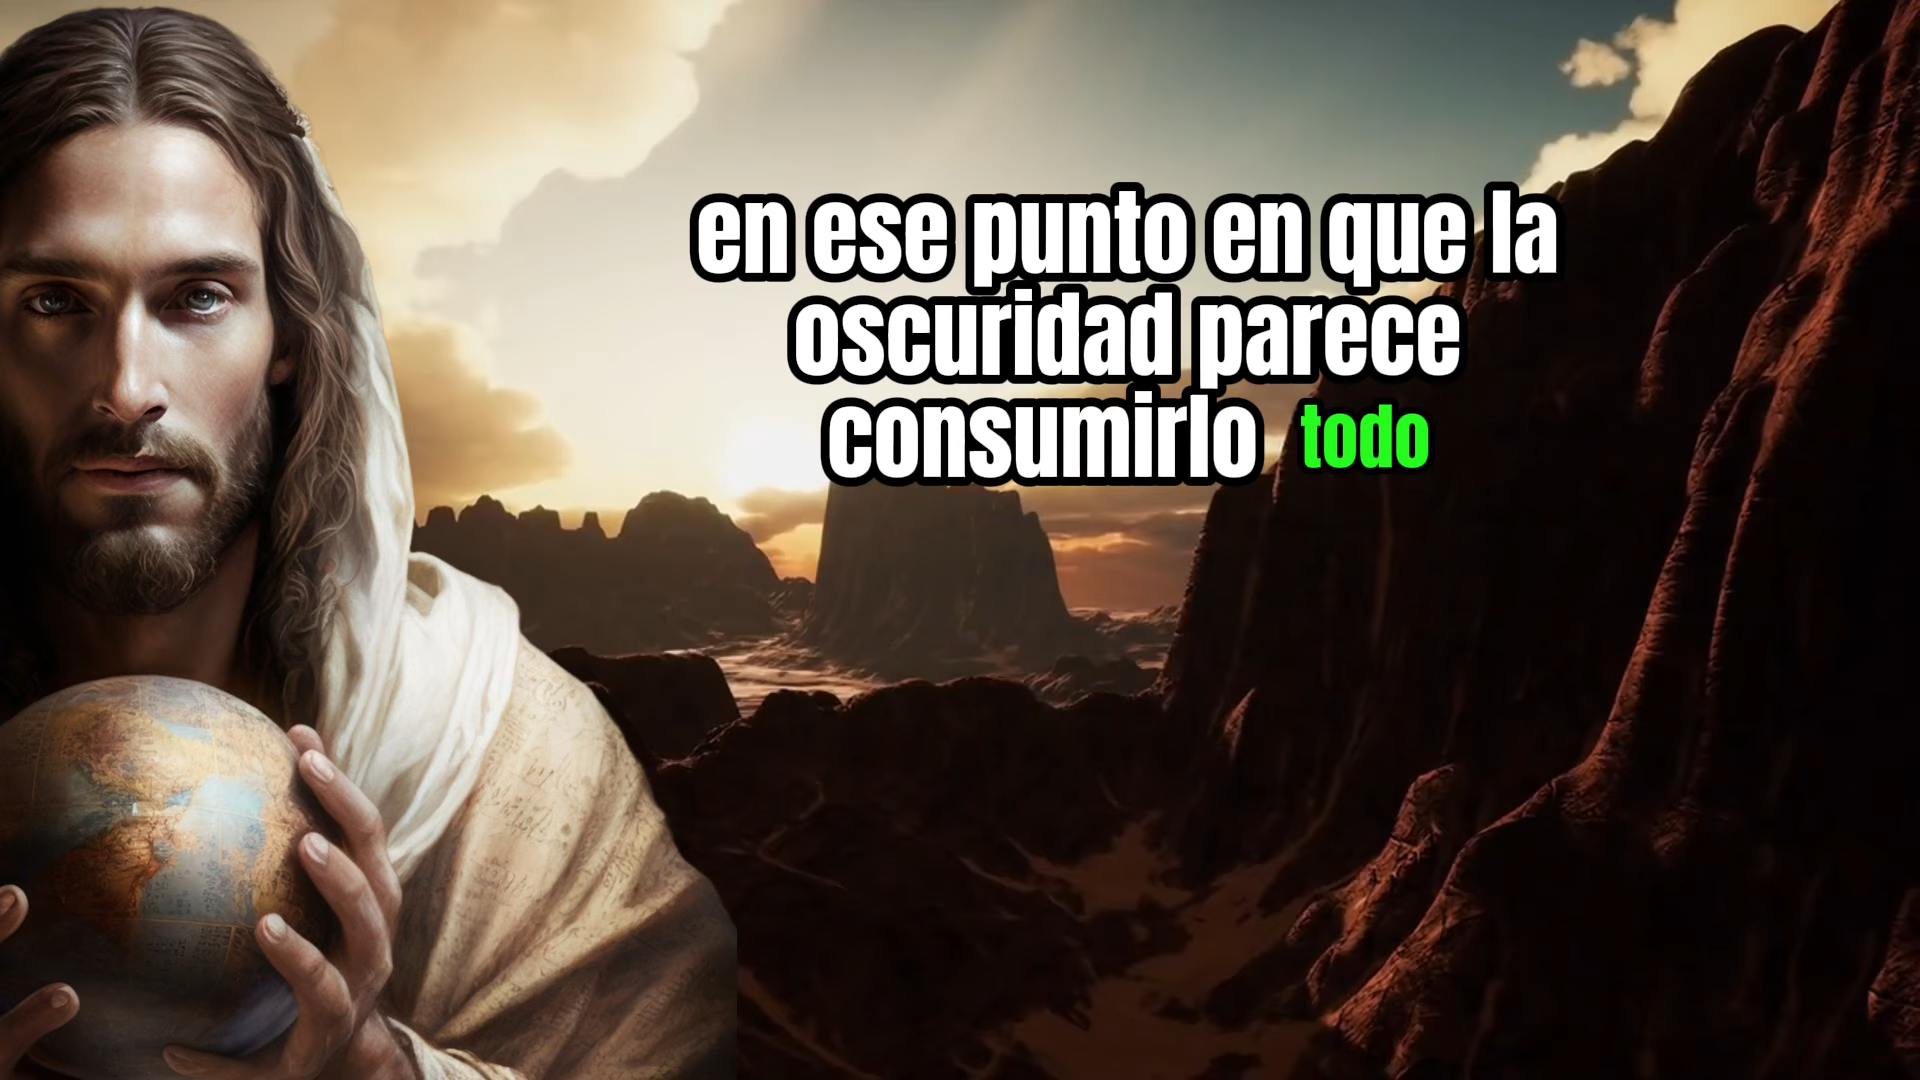 en ese punto en que la
oscuridad parece
consumirlo todo